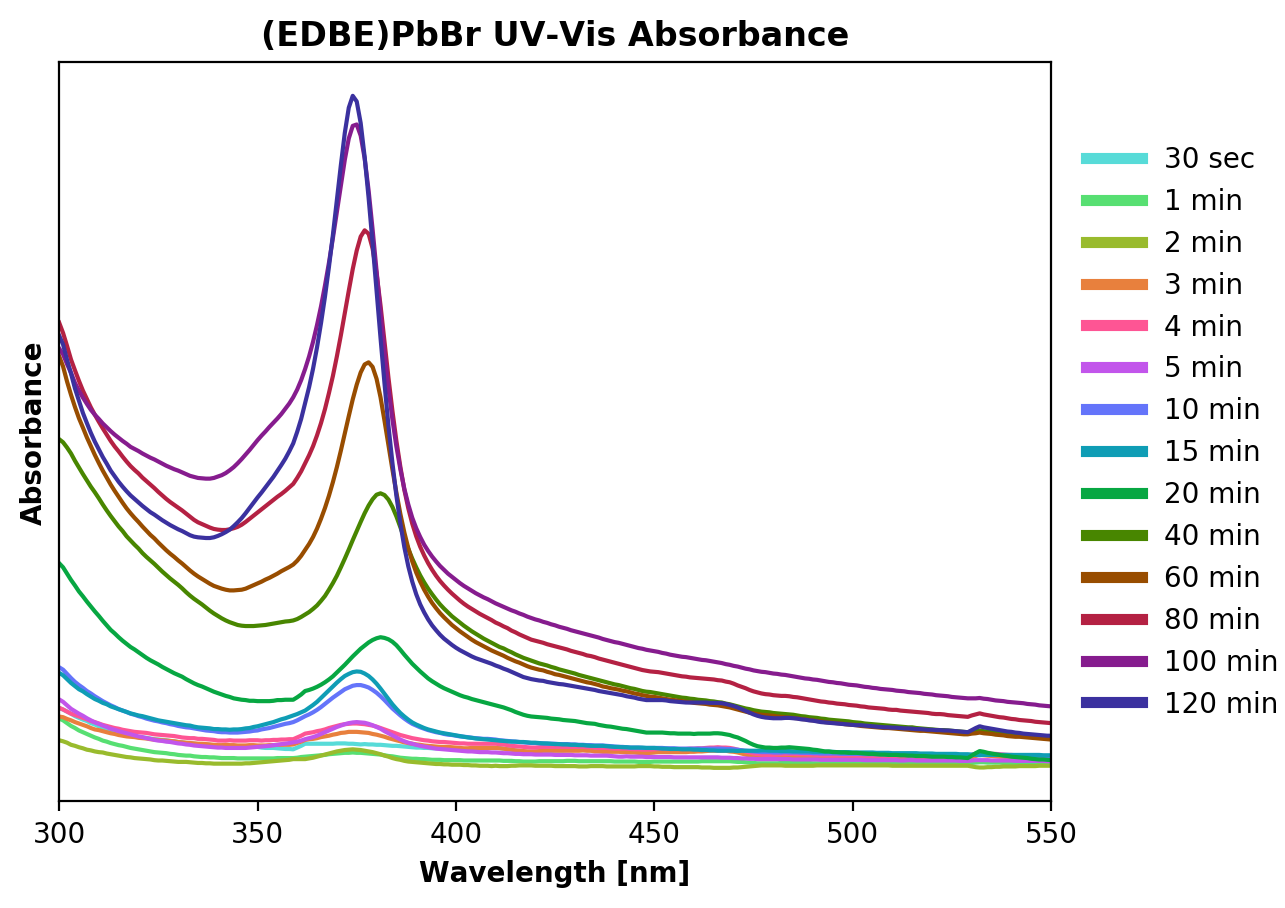 (EDBE)PbBr UV-Vis Absorbance
Absorbance
300 350 400 450 500 550
Wavelength [nm]
30 sec
1 min
2 min
3 min
4 min
5 min
10 min
15 min
20 min
40 min
60 min
80 min
100 min
120 min